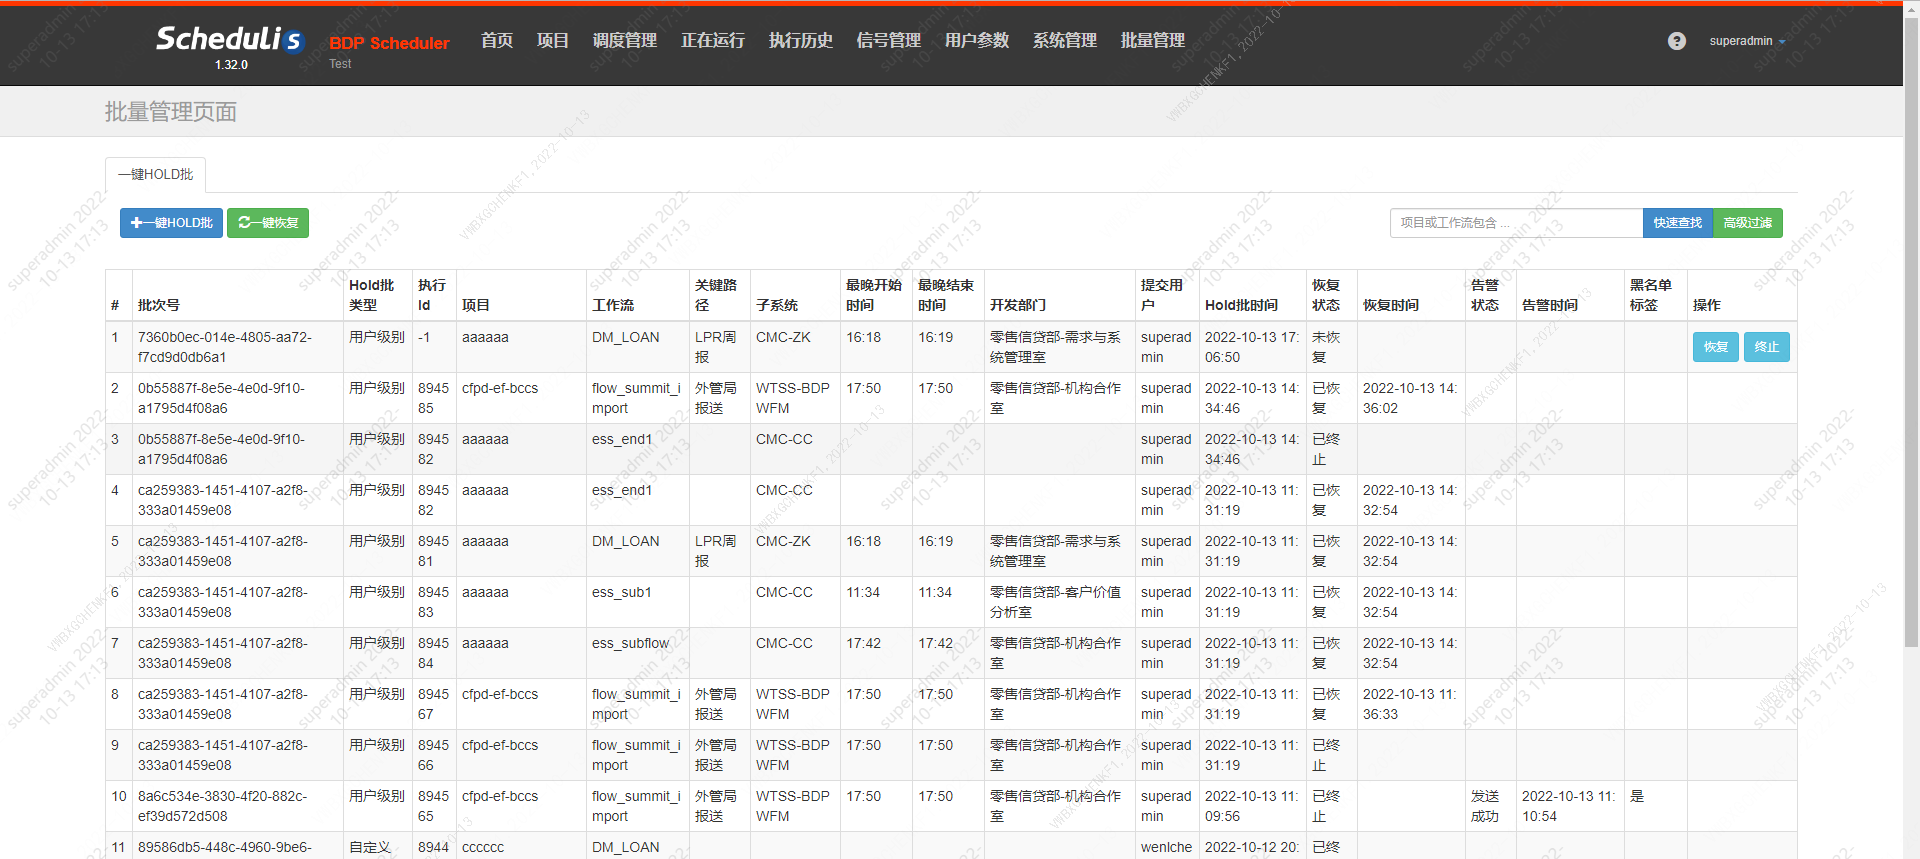 Schedulis
1.32.0
BDP Scheduler
Test
首页 项目 调度管理 正在运行 执行历史 信号管理 用户参数 系统管理 批量管理
superadmin
批量管理页面
一键HOLD批
一键HOLD批 一键恢复
项目或工作流包含 ... 快速查找 高级过滤
# 批次号 Hold批类型 执行Id 项目 工作流 关键路径 子系统 最晚开始时间 最晚结束时间 开发部门 提交用户 Hold批时间 恢复状态 恢复时间 告警状态 告警时间 黑名单标签 操作
1 7360b0ec-014e-4805-aa72-f7cd9d0db6a1 用户级别 -1 aaaaaa DM_LOAN LPR周报 CMC-ZK 16:18 16:19 零售信贷部-需求与系统管理室 superadmin 2022-10-13 17:06:50 未恢复 恢复 终止
2 0b55887f-8e5e-4e0d-9f10-a1795d4f08a6 用户级别 894585 cfpd-ef-bccs flow_summit_import 外管局报送 WTSS-BDPWFM 17:50 17:50 零售信贷部-机构合作室 superadmin 2022-10-13 14:34:46 已恢复 2022-10-13 14:36:02
3 0b55887f-8e5e-4e0d-9f10-a1795d4f08a6 用户级别 894582 aaaaaa ess_end1 CMC-CC superadmin 2022-10-13 14:34:46 已终止
4 ca259383-1451-4107-a2f8-333a01459e08 用户级别 894582 aaaaaa ess_end1 CMC-CC superadmin 2022-10-13 11:31:19 已恢复 2022-10-13 14:32:54
5 ca259383-1451-4107-a2f8-333a01459e08 用户级别 894581 aaaaaa DM_LOAN LPR周报 CMC-ZK 16:18 16:19 零售信贷部-需求与系统管理室 superadmin 2022-10-13 11:31:19 已恢复 2022-10-13 14:32:54
6 ca259383-1451-4107-a2f8-333a01459e08 用户级别 894583 aaaaaa ess_sub1 CMC-CC 11:34 11:34 零售信贷部-客户价值分析室 superadmin 2022-10-13 11:31:19 已恢复 2022-10-13 14:32:54
7 ca259383-1451-4107-a2f8-333a01459e08 用户级别 894584 aaaaaa ess_subflow CMC-CC 17:42 17:42 零售信贷部-机构合作室 superadmin 2022-10-13 11:31:19 已恢复 2022-10-13 14:32:54
8 ca259383-1451-4107-a2f8-333a01459e08 用户级别 894567 cfpd-ef-bccs flow_summit_import 外管局报送 WTSS-BDPWFM 17:50 17:50 零售信贷部-机构合作室 superadmin 2022-10-13 11:31:19 已恢复 2022-10-13 11:36:33
9 ca259383-1451-4107-a2f8-333a01459e08 用户级别 894566 cfpd-ef-bccs flow_summit_import 外管局报送 WTSS-BDPWFM 17:50 17:50 零售信贷部-机构合作室 superadmin 2022-10-13 11:31:19 已终止
10 8a6c534e-3830-4f20-882c-ef39d572d508 用户级别 894565 cfpd-ef-bccs flow_summit_import 外管局报送 WTSS-BDPWFM 17:50 17:50 零售信贷部-机构合作室 superadmin 2022-10-13 11:09:56 已终止 发送成功 2022-10-13 11:10:54 是
11 89586db5-448c-4960-9be6- 自定义 8944 cccccc DM_LOAN wenlche 2022-10-12 20: 已终
superadmin 2022-10-13 17:13